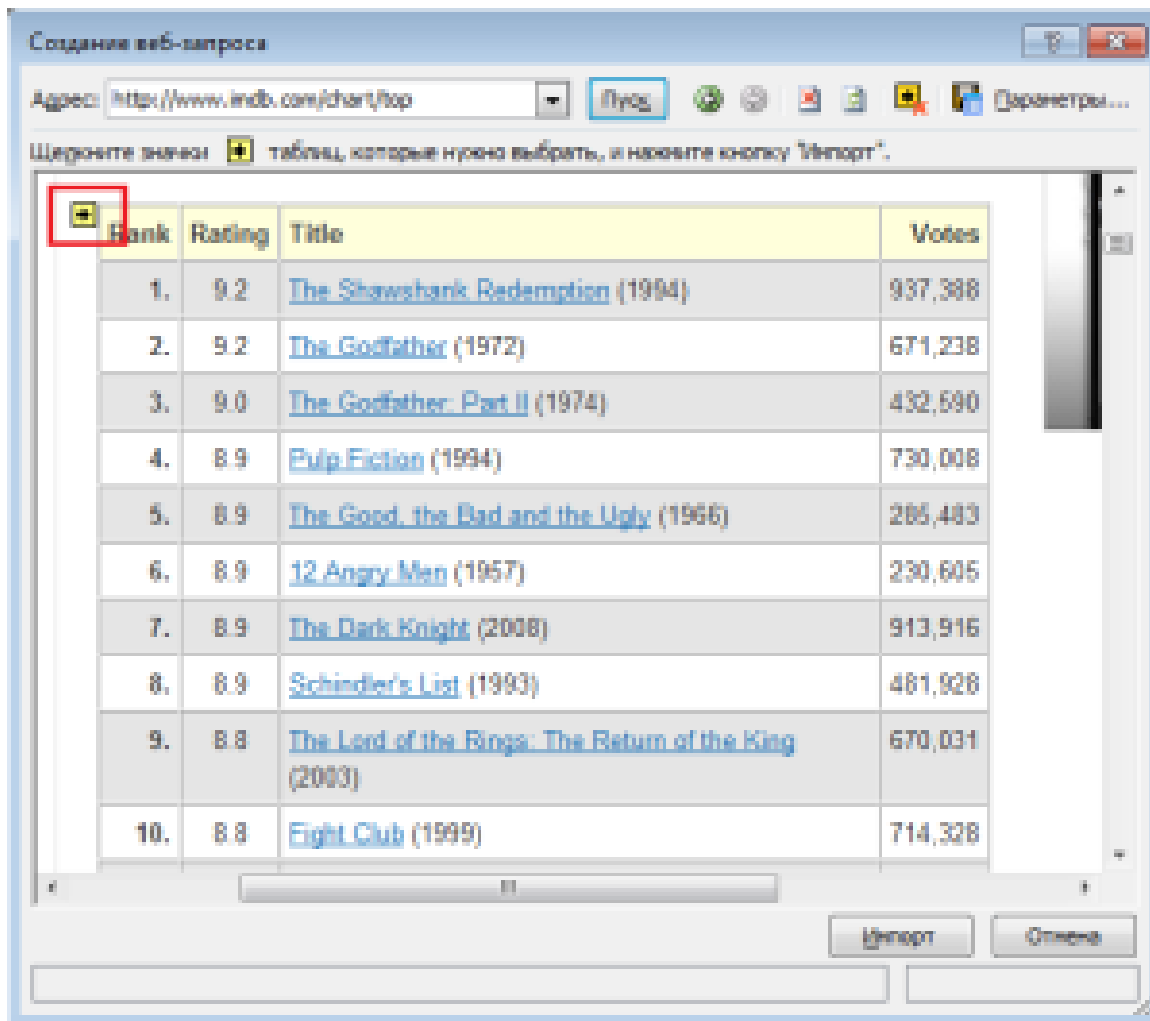 Создание веб-запроса
Адрес: http://www.imdb.com/chart/top Пуск Параметры...
Щелкните значки таблиц, которые нужно выбрать, и нажмите кнопку "Импорт".
Rank Rating Title Votes
1. 9.2 The Shawshank Redemption (1994) 937,388
2. 9.2 The Godfather (1972) 671,238
3. 9.0 The Godfather: Part II (1974) 432,590
4. 8.9 Pulp Fiction (1994) 730,008
5. 8.9 The Good, the Bad and the Ugly (1966) 285,483
6. 8.9 12 Angry Men (1957) 230,605
7. 8.9 The Dark Knight (2008) 913,916
8. 8.9 Schindler's List (1993) 481,928
9. 8.8 The Lord of the Rings: The Return of the King 670,031
(2003)
10. 8.8 Fight Club (1999) 714,328
Импорт Отмена